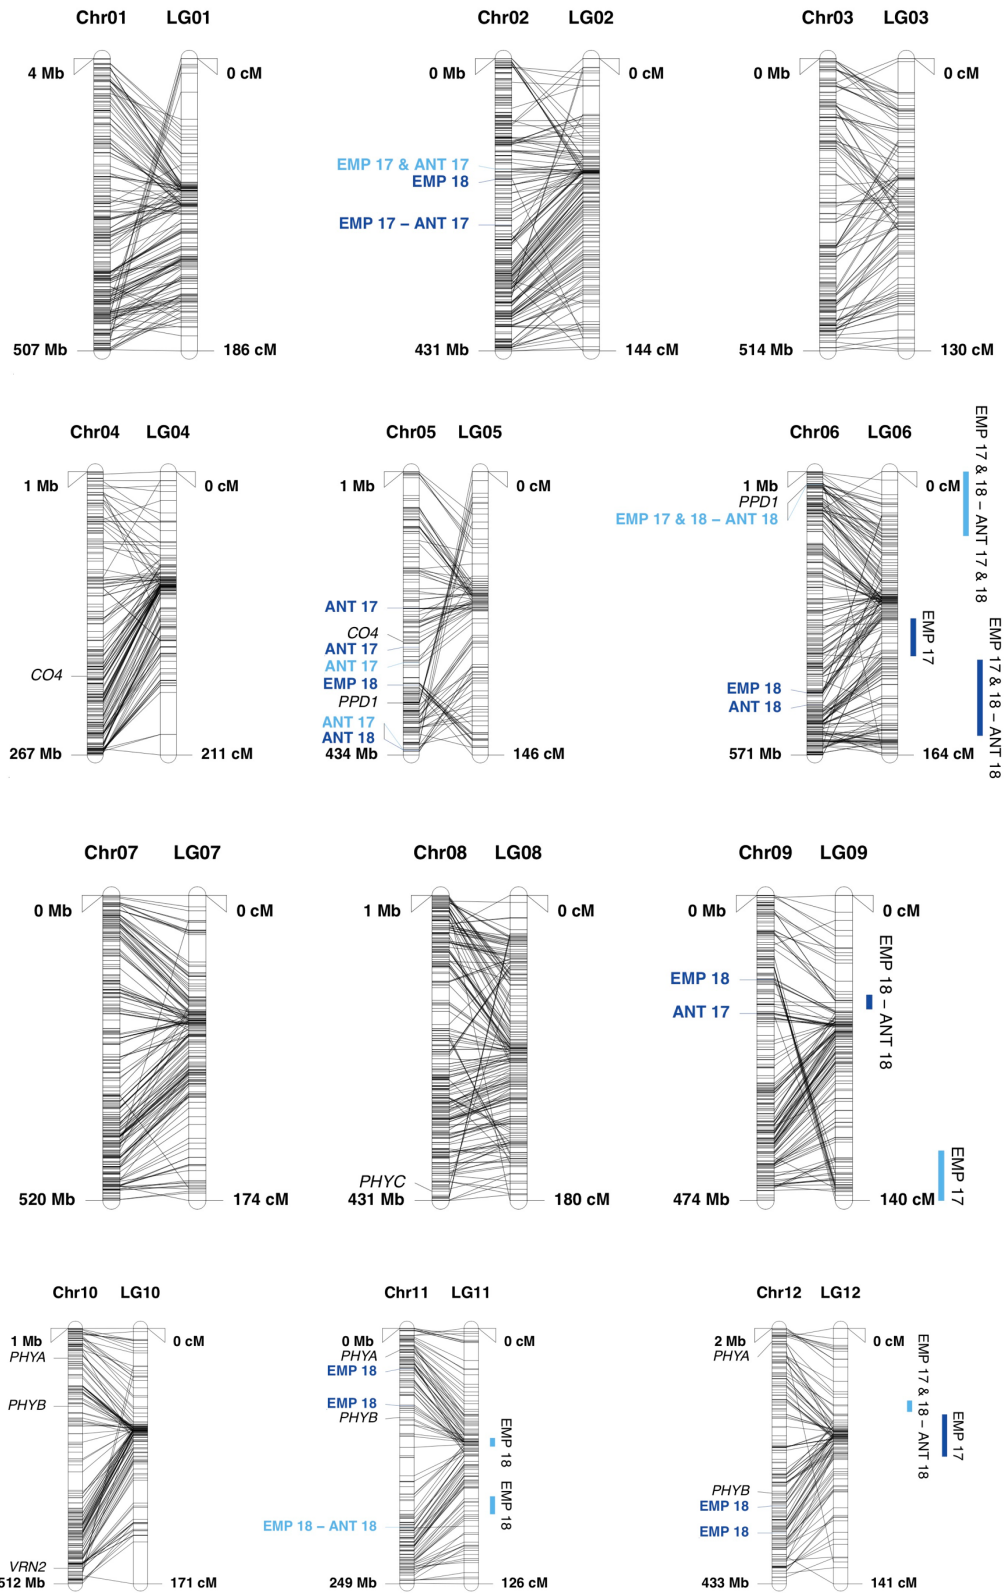 Chr01 LG01
4 Mb 0 cM
507 Mb 186 cM
Chr02 LG02
0 Mb 0 cM
EMP 17 & ANT 17
EMP 18
EMP 17 – ANT 17
431 Mb 144 cM
Chr03 LG03
0 Mb 0 cM
514 Mb 130 cM
Chr04 LG04
1 Mb 0 cM
CO4
267 Mb 211 cM
Chr05 LG05
1 Mb 0 cM
ANT 17
CO4
ANT 17
ANT 17
EMP 18
PPD1
ANT 17
ANT 18
434 Mb 146 cM
Chr06 LG06
1 Mb 0 cM
PPD1
EMP 17 & 18 – ANT 18
EMP 17 & 18 – ANT 17 & 18
EMP 17
EMP 17 & 18 – ANT 18
EMP 18
ANT 18
571 Mb 164 cM
Chr07 LG07
0 Mb 0 cM
520 Mb 174 cM
Chr08 LG08
1 Mb 0 cM
PHYC
431 Mb 180 cM
Chr09 LG09
0 Mb 0 cM
EMP 18
ANT 17
EMP 18 – ANT 18
EMP 17
474 Mb 140 cM
Chr10 LG10
1 Mb 0 cM
PHYA
PHYB
VRN2
512 Mb 171 cM
Chr11 LG11
0 Mb 0 cM
PHYA
EMP 18
EMP 18
PHYB
EMP 18
EMP 18
EMP 18 – ANT 18
249 Mb 126 cM
Chr12 LG12
2 Mb 0 cM
PHYA
EMP 17 & 18 – ANT 18
EMP 17
PHYB
EMP 18
EMP 18
433 Mb 141 cM